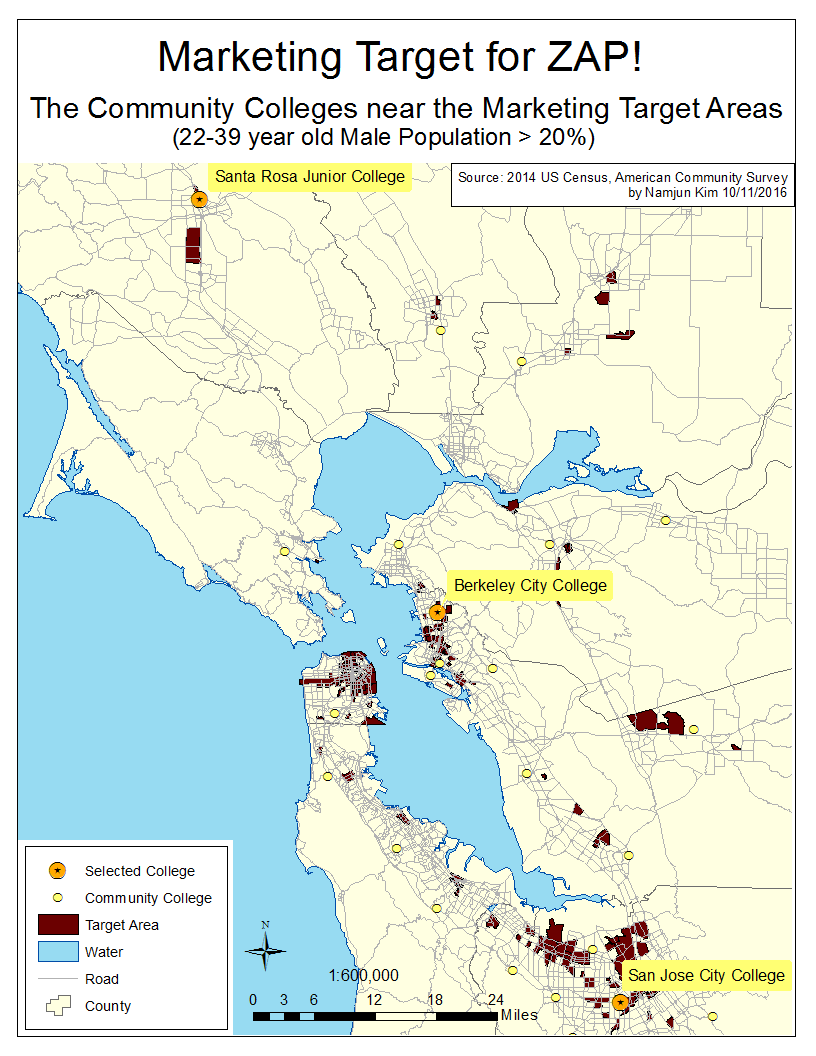 Marketing Target for ZAP!
The Community Colleges near the Marketing Target Areas
(22-39 year old Male Population > 20%)
Santa Rosa Junior College
Source: 2014 US Census, American Community Survey
by Namjun Kim 10/11/2016
Berkeley City College
San Jose City College
Selected College
Community College
Target Area
Water
Road
County
N
1:600,000
0 3 6 12 18 24
Miles